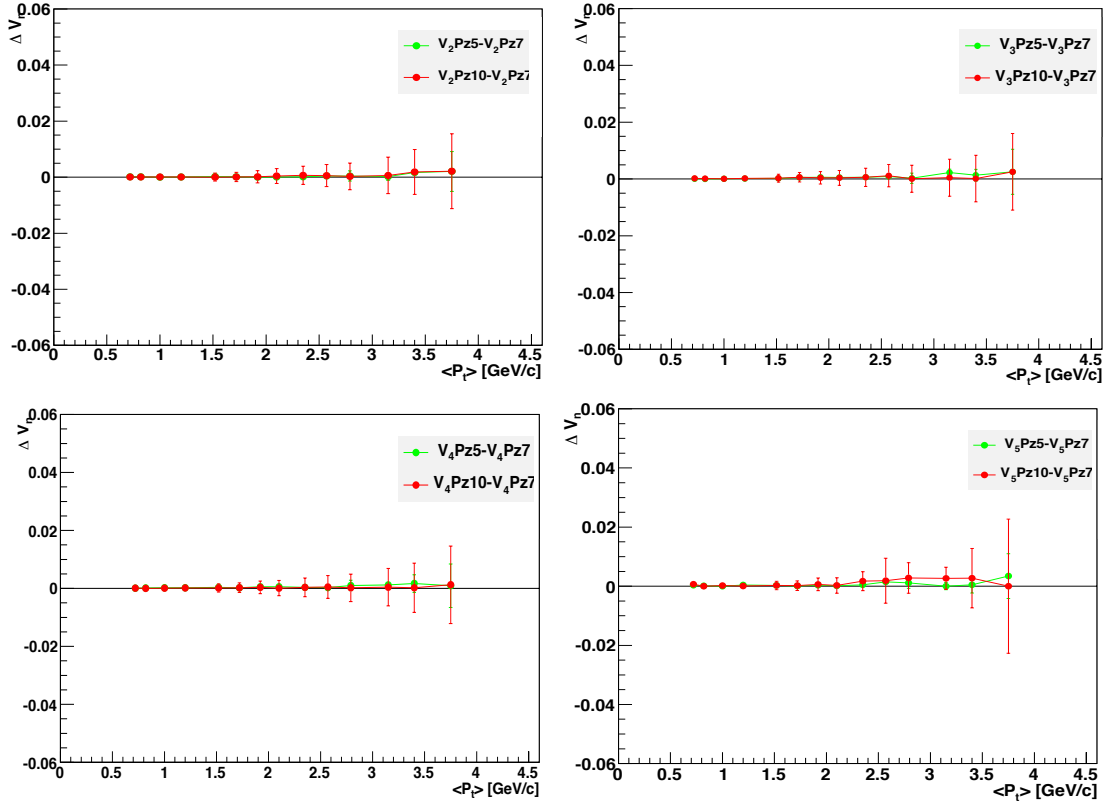 0.06
Δ Vn
V2Pz5-V2Pz7
V2Pz10-V2Pz7
0.04
0.02
0
-0.02
-0.04
-0.06
0 0.5 1 1.5 2 2.5 3 3.5 4 4.5
<Pt> [GeV/c]
0.06
Δ Vn
V3Pz5-V3Pz7
V3Pz10-V3Pz7
0.04
0.02
0
-0.02
-0.04
-0.06
0 0.5 1 1.5 2 2.5 3 3.5 4 4.5
<Pt> [GeV/c]
0.06
Δ Vn
V4Pz5-V4Pz7
V4Pz10-V4Pz7
0.04
0.02
0
-0.02
-0.04
-0.06
0 0.5 1 1.5 2 2.5 3 3.5 4 4.5
<Pt> [GeV/c]
0.06
Δ Vn
V5Pz5-V5Pz7
V5Pz10-V5Pz7
0.04
0.02
0
-0.02
-0.04
-0.06
0 0.5 1 1.5 2 2.5 3 3.5 4 4.5
<Pt> [GeV/c]